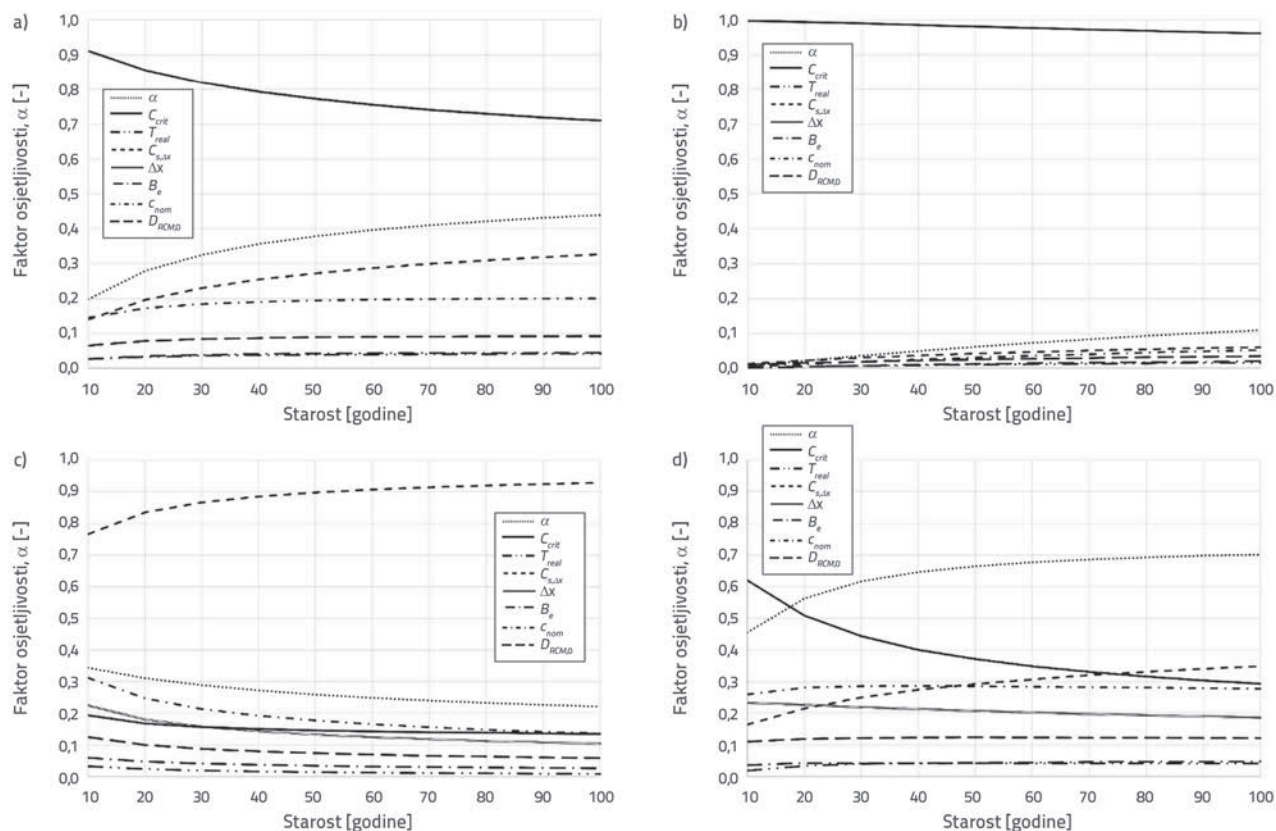 a)
Faktor osjetljivosti, α [-]
1,0
0,9
0,8
0,7
0,6
0,5
0,4
0,3
0,2
0,1
0,0
α
C_crit
T_real
C_s,Δx
Δx
B_e
c_nom
D_RCM,0
10 20 30 40 50 60 70 80 90 100
Starost [godine]
b)
Faktor osjetljivosti, α [-]
1,0
0,9
0,8
0,7
0,6
0,5
0,4
0,3
0,2
0,1
0,0
α
C_crit
T_real
C_s,Δx
Δx
B_e
c_nom
D_RCM,0
10 20 30 40 50 60 70 80 90 100
Starost [godine]
c)
Faktor osjetljivosti, α [-]
1,0
0,9
0,8
0,7
0,6
0,5
0,4
0,3
0,2
0,1
0,0
α
C_crit
T_real
C_s,Δx
Δx
B_e
c_nom
D_RCM,0
10 20 30 40 50 60 70 80 90 100
Starost [godine]
d)
Faktor osjetljivosti, α [-]
1,0
0,9
0,8
0,7
0,6
0,5
0,4
0,3
0,2
0,1
0,0
α
C_crit
T_real
C_s,Δx
Δx
B_e
c_nom
D_RCM,0
10 20 30 40 50 60 70 80 90 100
Starost [godine]